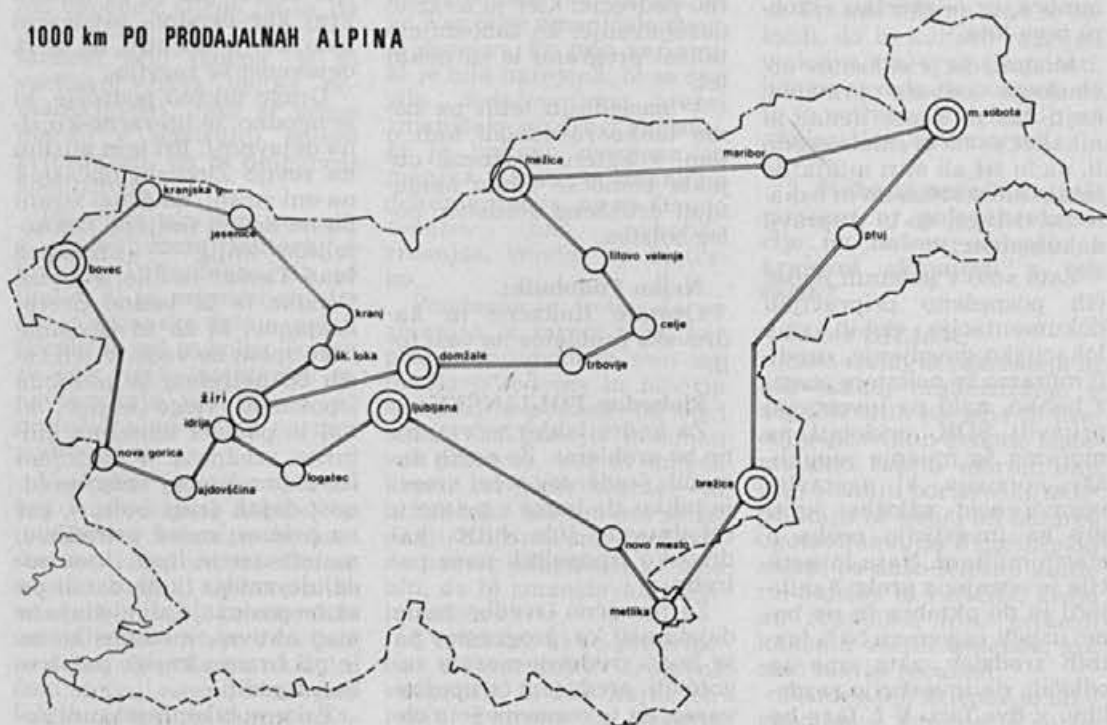 1000 km PO PRODAJALNAH ALPINA
m. sobota
mežica
maribor
kranjska g.
jesenice
ptuj
bovec
titovo velenje
kranj
celje
šk. loka
domžale
trbovlje
žiri
ljubljana
idrija
nova gorica
logatec
ajdovščina
brežice
novo mesto
metlika